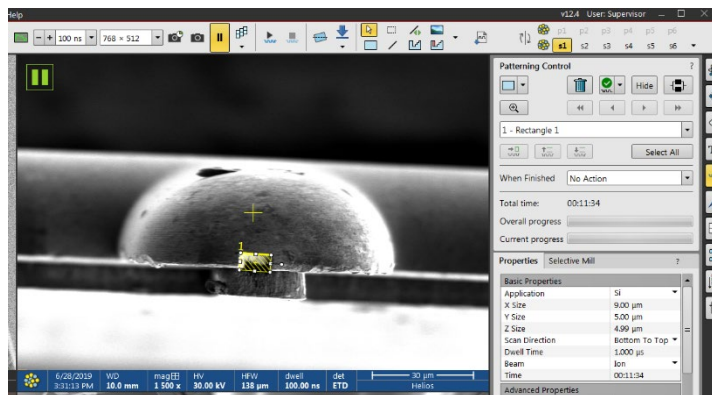 Help
v12.4 User: Supervisor
100 ns
768 × 512
p1 p2 p3 p4 p5 p6
s1 s2 s3 s4 s5 s6
Patterning Control ?
Hide
1 - Rectangle 1
Select All
When Finished No Action
Total time: 00:11:34
Overall progress
Current progress
Properties Selective Mill ?
Basic Properties
Application Si
X Size 9.00 µm
Y Size 5.00 µm
Z Size 4.99 µm
Scan Direction Bottom To Top
Dwell Time 1.000 µs
Beam Ion
Time 00:11:34
Advanced Properties
1
6/28/2019 WD mag HV HFW dwell det 30 µm
3:31:13 PM 10.0 mm 1 500 x 30.00 kV 138 µm 100.00 ns ETD Helios